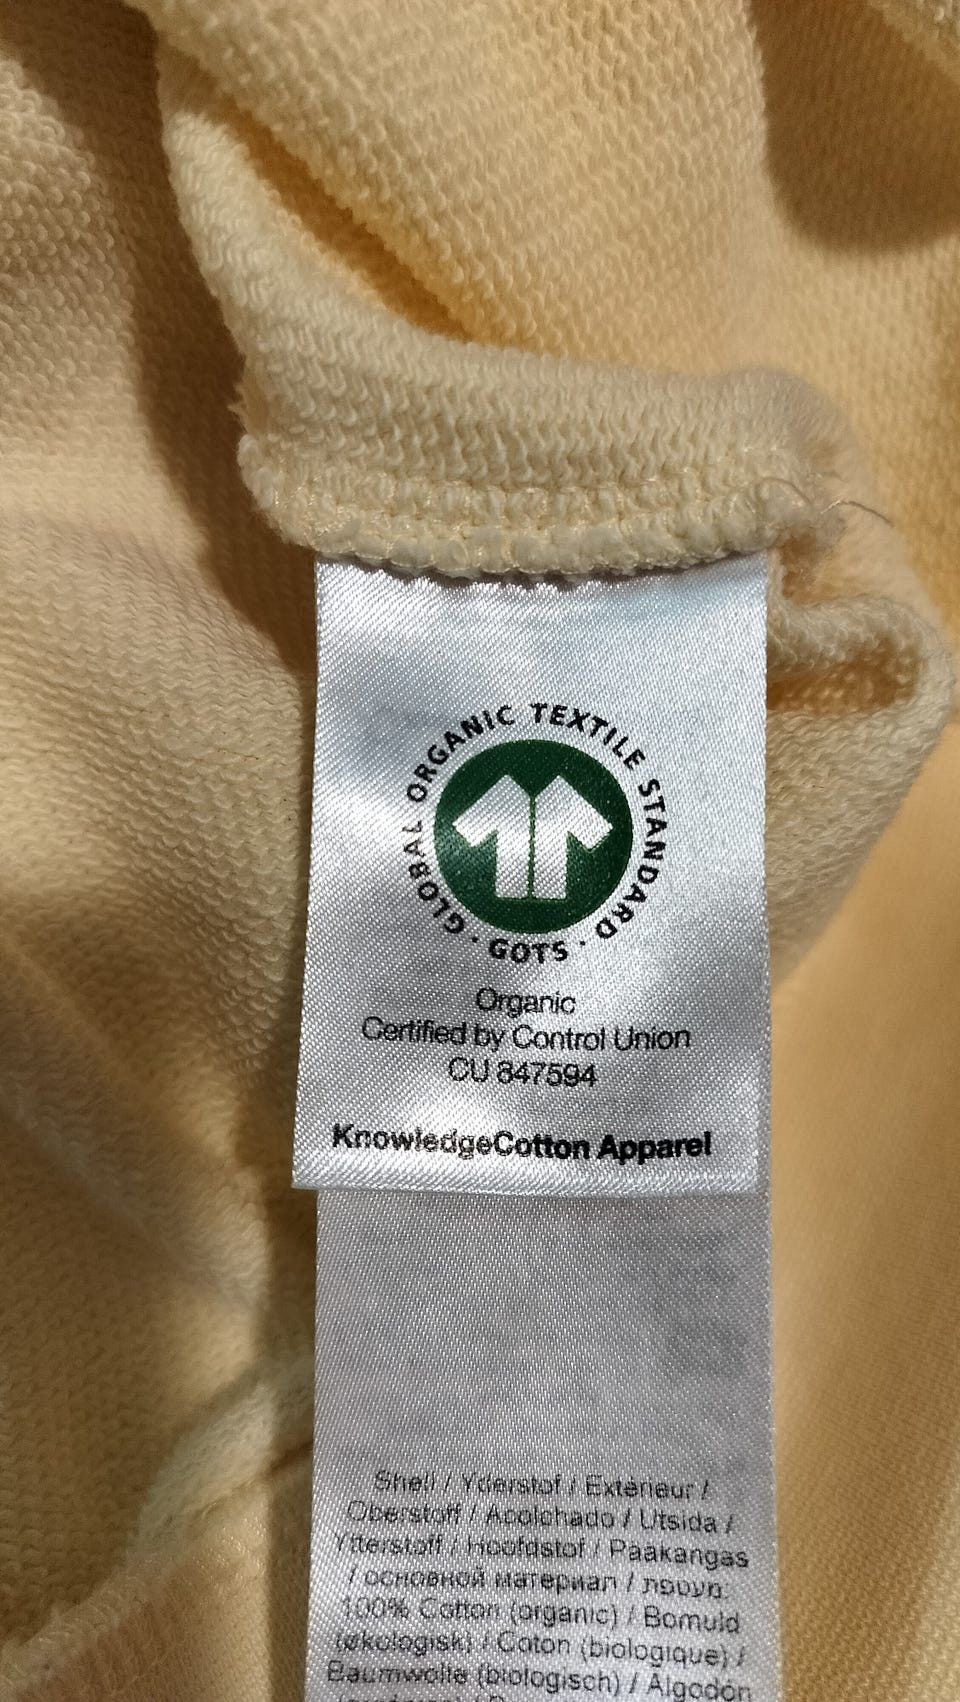 GLOBAL ORGANIC TEXTILE STANDARD · GOTS ·
Organic
Certified by Control Union
CU 847594
KnowledgeCotton Apparel
Shell / Yderstof / Extérieur /
Oberstoff / Acolchado / Utsida /
Ytterstoff / Hoofdstof / Paakangas
/ основной материал / מעטפת:
100% Cotton (organic) / Bomuld
(økologisk) / Coton (biologique) /
Baumwolle (biologisch) / Algodón